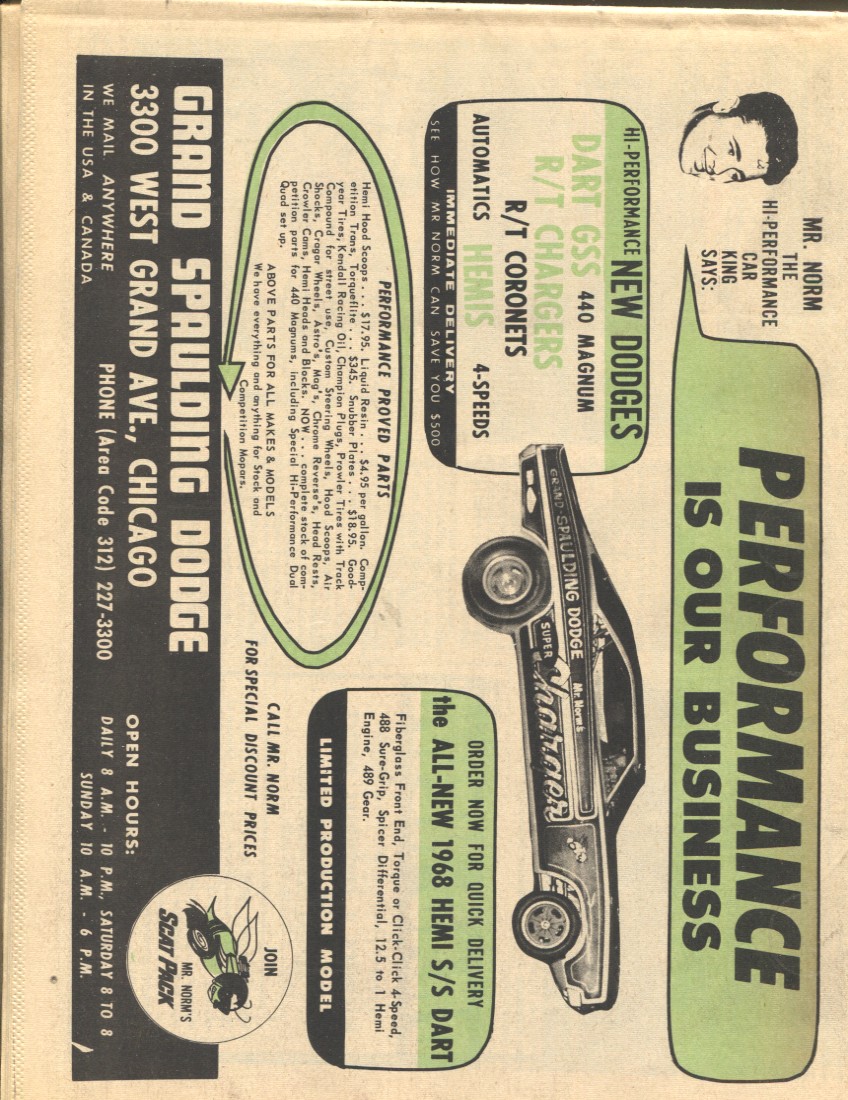 MR. NORM
THE
HI-PERFORMANCE
CAR
KING
SAYS:
PERFORMANCE
IS OUR BUSINESS
HI-PERFORMANCE NEW DODGES
DART GSS 440 MAGNUM
R/T CHARGERS
R/T CORONETS
AUTOMATICS HEMIS 4-SPEEDS
IMMEDIATE DELIVERY
SEE HOW MR NORM CAN SAVE YOU $500
GRAND-SPAULDING DODGE
Mr. Norm's
SUPER Charger
ORDER NOW FOR QUICK DELIVERY
the ALL-NEW 1968 HEMI S/S DART
Fiberglass Front End, Torque or Click-Click 4-Speed,
488 Sure-Grip, Spicer Differential, 12.5 to 1 Hemi
Engine, 489 Gear.
LIMITED PRODUCTION MODEL
PERFORMANCE PROVED PARTS
Hemi Hood Scoops . . . $17.95. Liquid Resin . . . $4.95 per gallon. Comp-
etition Trans, Torqueflite . . . $345. Snubber Plates . . . $18.95. Good-
year Tires, Kendall Racing Oil, Champion Plugs, Prowler Tires with Track
Compound for street use, Custom Steering Wheels, Hood Scoops, Air
Shocks, Cragar Wheels, Astro's, Mag's, Chrome Reverse's, Head Rests,
Crowler Cams, Hemi Heads and Blocks. NOW . . . complete stock of com-
petition parts for 440 Magnums, including Special Hi-Performance Dual
Quad set up.
ABOVE PARTS FOR ALL MAKES & MODELS
We have everything and anything for Stock and
Competition Mopars.
CALL MR. NORM
FOR SPECIAL DISCOUNT PRICES
JOIN
MR. NORM'S
SCAT PACK
GRAND SPAULDING DODGE
3300 WEST GRAND AVE., CHICAGO
WE MAIL ANYWHERE
IN THE USA & CANADA
PHONE (Area Code 312) 227-3300
OPEN HOURS:
DAILY 8 A.M. - 10 P.M., SATURDAY 8 TO 8
SUNDAY 10 A.M. - 6 P.M.